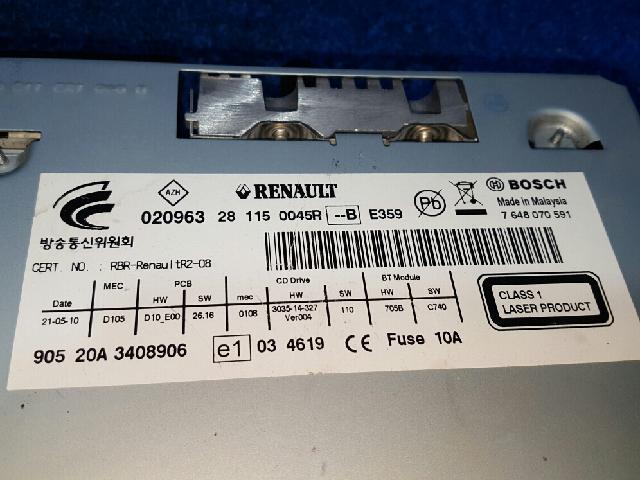 AZH
RENAULT
BOSCH
020963 28 115 0045R --B E359
Pb
Made in Malaysia
7 648 070 591
방송통신위원회
CERT. NO. : RBR-RenaultR2-08
MEC PCB CD Drive BT Module
Date HW SW mec HW SW HW SW
21-05-10 D105 D10_E00 26.16 0108 3035-14-327 Ver004 110 705B C740
CLASS 1
LASER PRODUCT
905 20A 3408906 e1 03 4619 CE Fuse 10A